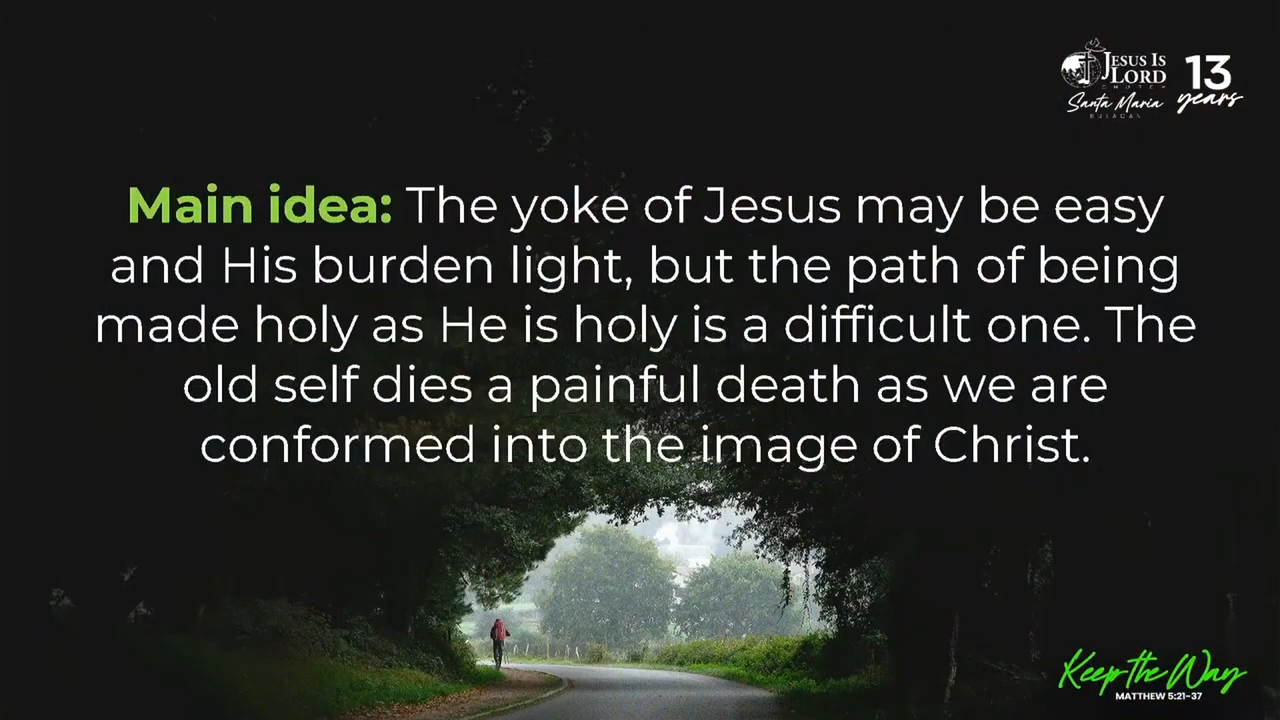 JESUS IS
LORD
CHURCH
Santa Maria
BULACAN
13
years
Main idea: The yoke of Jesus may be easy
and His burden light, but the path of being
made holy as He is holy is a difficult one. The
old self dies a painful death as we are
conformed into the image of Christ.
Keep the Way
MATTHEW 5:21-37